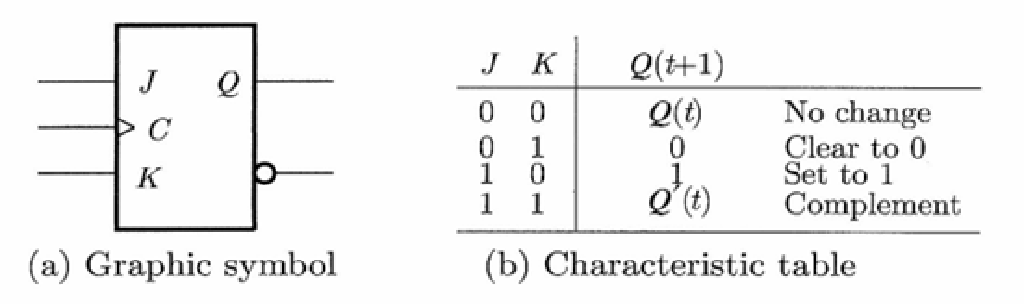 J Q
C
K
(a) Graphic symbol
J K Q(t+1)
0 0 Q(t) No change
0 1 0 Clear to 0
1 0 1 Set to 1
1 1 Q′(t) Complement
(b) Characteristic table